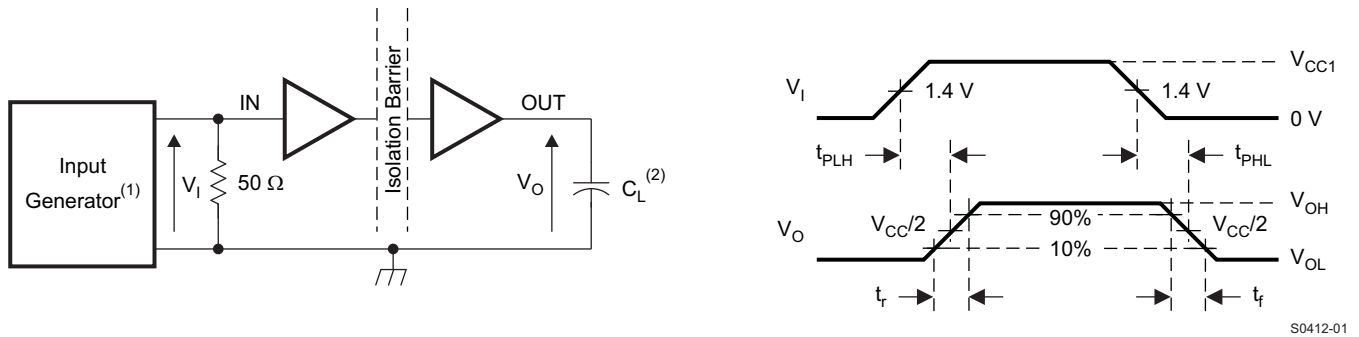 Input
Generator(1)
VI
50 Ω
IN
Isolation Barrier
OUT
VO
CL(2)
VI
1.4 V
1.4 V
VCC1
0 V
tPLH
tPHL
VO
VCC/2
90%
10%
VCC/2
VOH
VOL
tr
tf
S0412-01